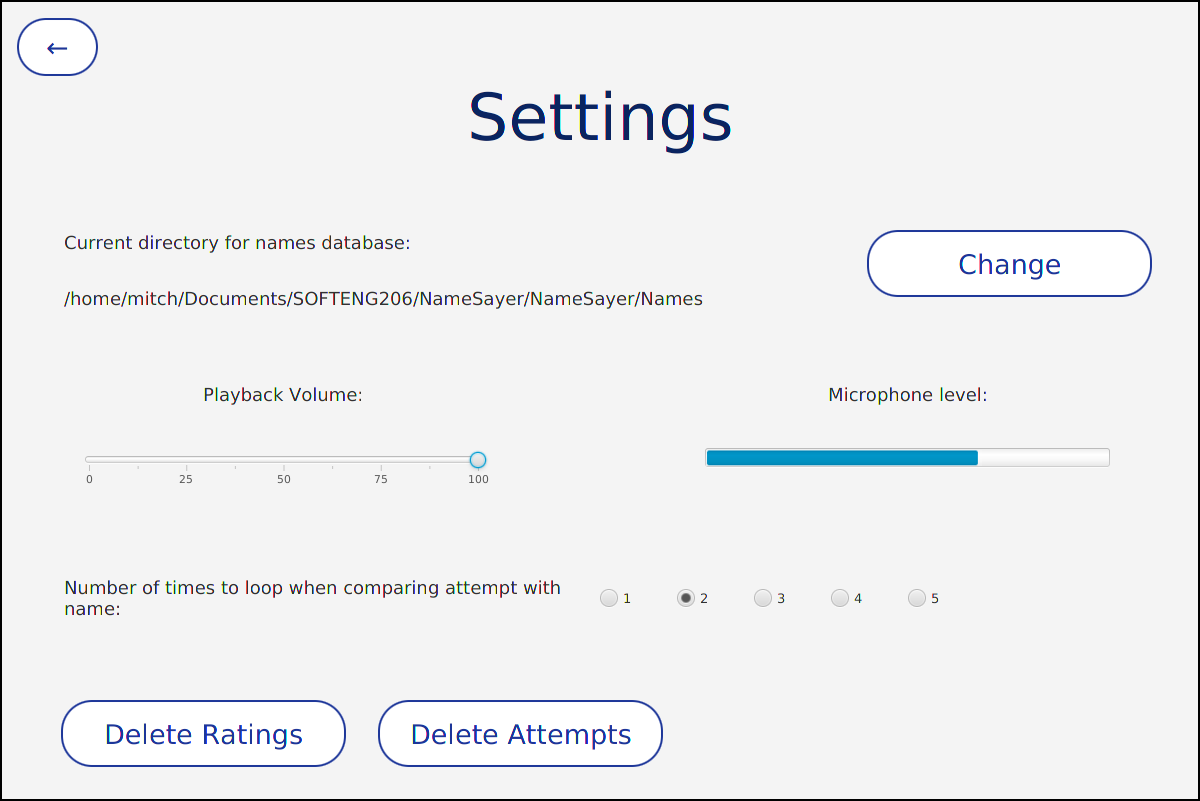 ←
Settings
Current directory for names database:
Change
/home/mitch/Documents/SOFTENG206/NameSayer/NameSayer/Names
Playback Volume:
Microphone level:
0 25 50 75 100
Number of times to loop when comparing attempt with
name:
1 2 3 4 5
Delete Ratings
Delete Attempts